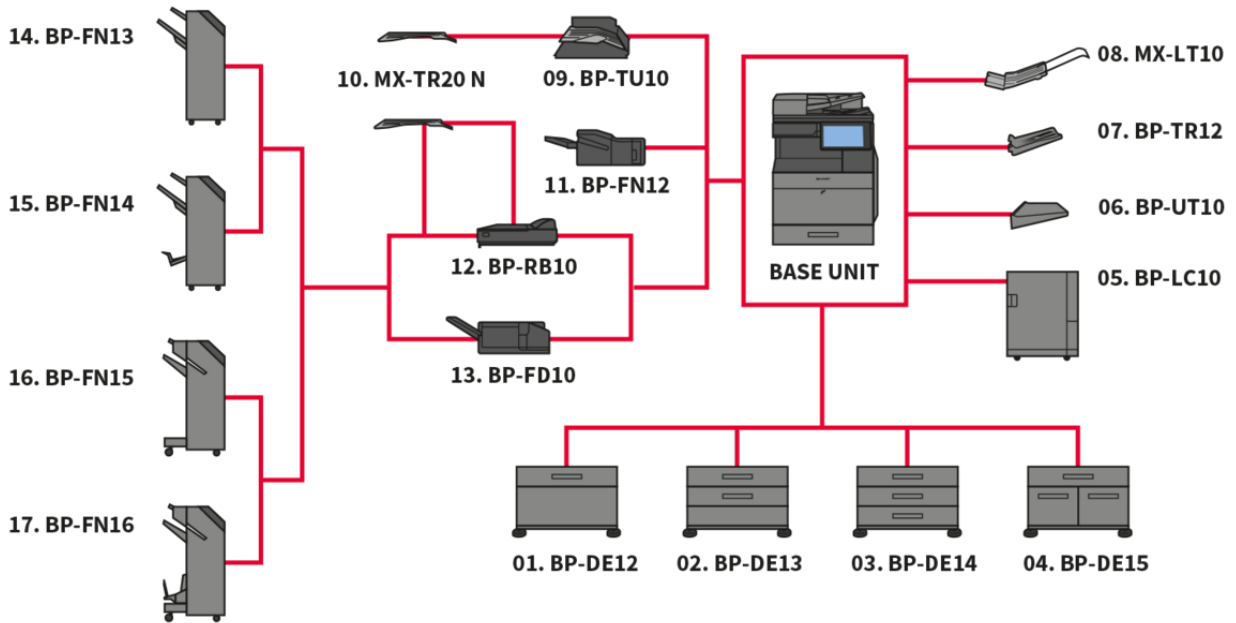 14. BP-FN13
10. MX-TR20 N
09. BP-TU10
08. MX-LT10
07. BP-TR12
11. BP-FN12
15. BP-FN14
06. BP-UT10
12. BP-RB10
BASE UNIT
05. BP-LC10
16. BP-FN15
13. BP-FD10
17. BP-FN16
01. BP-DE12
02. BP-DE13
03. BP-DE14
04. BP-DE15